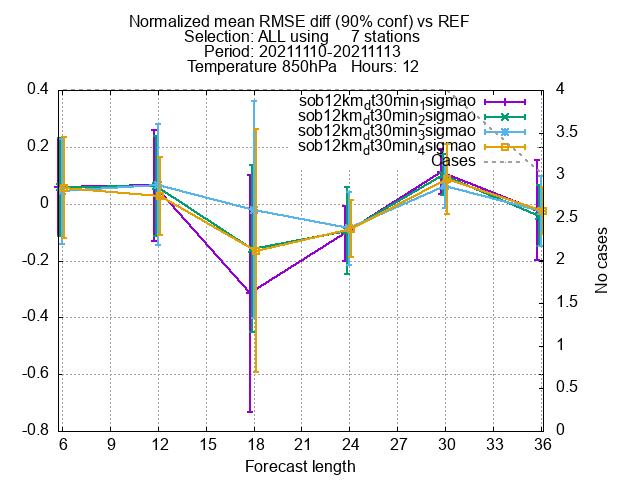 Normalized mean RMSE diff (90% conf) vs REF
Selection: ALL using     7 stations
Period: 20211110-20211113
Temperature 850hPa   Hours: 12
sob12km_dt30min_1sigmao
sob12km_dt30min_2sigmao
sob12km_dt30min_3sigmao
sob12km_dt30min_4sigmao
Cases
0.4
0.2
0
-0.2
-0.4
-0.6
-0.8
4
3.5
3
2.5
2
1.5
1
0.5
0
No cases
6 9 12 15 18 21 24 27 30 33 36
Forecast length